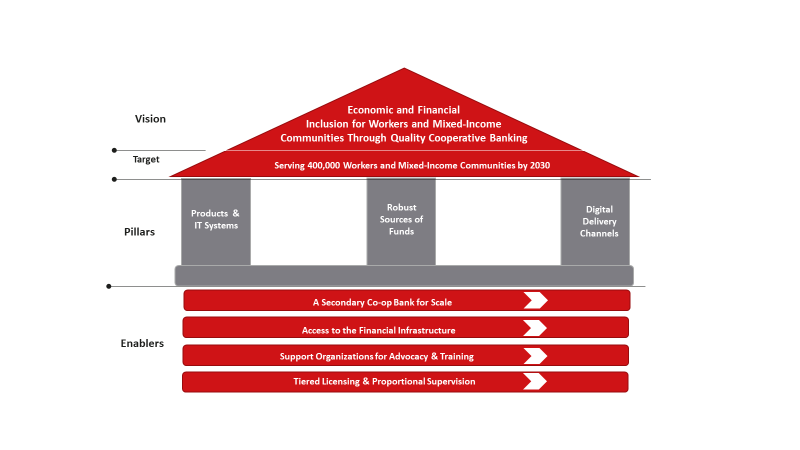 Vision
Economic and Financial
Inclusion for Workers and Mixed-Income
Communities Through Quality Cooperative Banking
Target
Serving 400,000 Workers and Mixed-Income Communities by 2030
Pillars
Products &
IT Systems
Robust
Sources of
Funds
Digital
Delivery
Channels
Enablers
A Secondary Co-op Bank for Scale
Access to the Financial Infrastructure
Support Organizations for Advocacy & Training
Tiered Licensing & Proportional Supervision